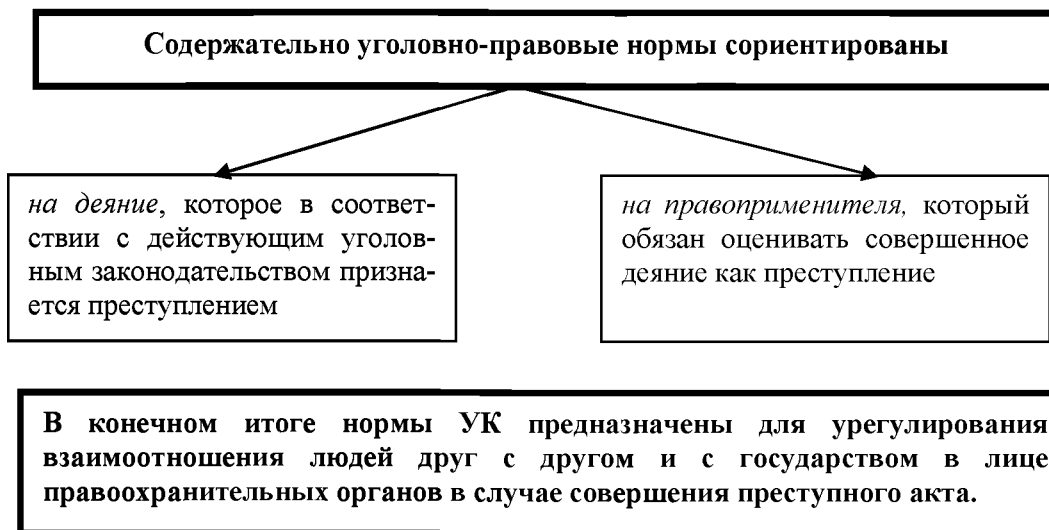 Содержательно уголовно-правовые нормы сориентированы
на деяние, которое в соответ-
ствии с действующим уголов-
ным законодательством призна-
ется преступлением
на правоприменителя, который
обязан оценивать совершенное
деяние как преступление
В конечном итоге нормы УК предназначены для урегулирования
взаимоотношения людей друг с другом и с государством в лице
правоохранительных органов в случае совершения преступного акта.